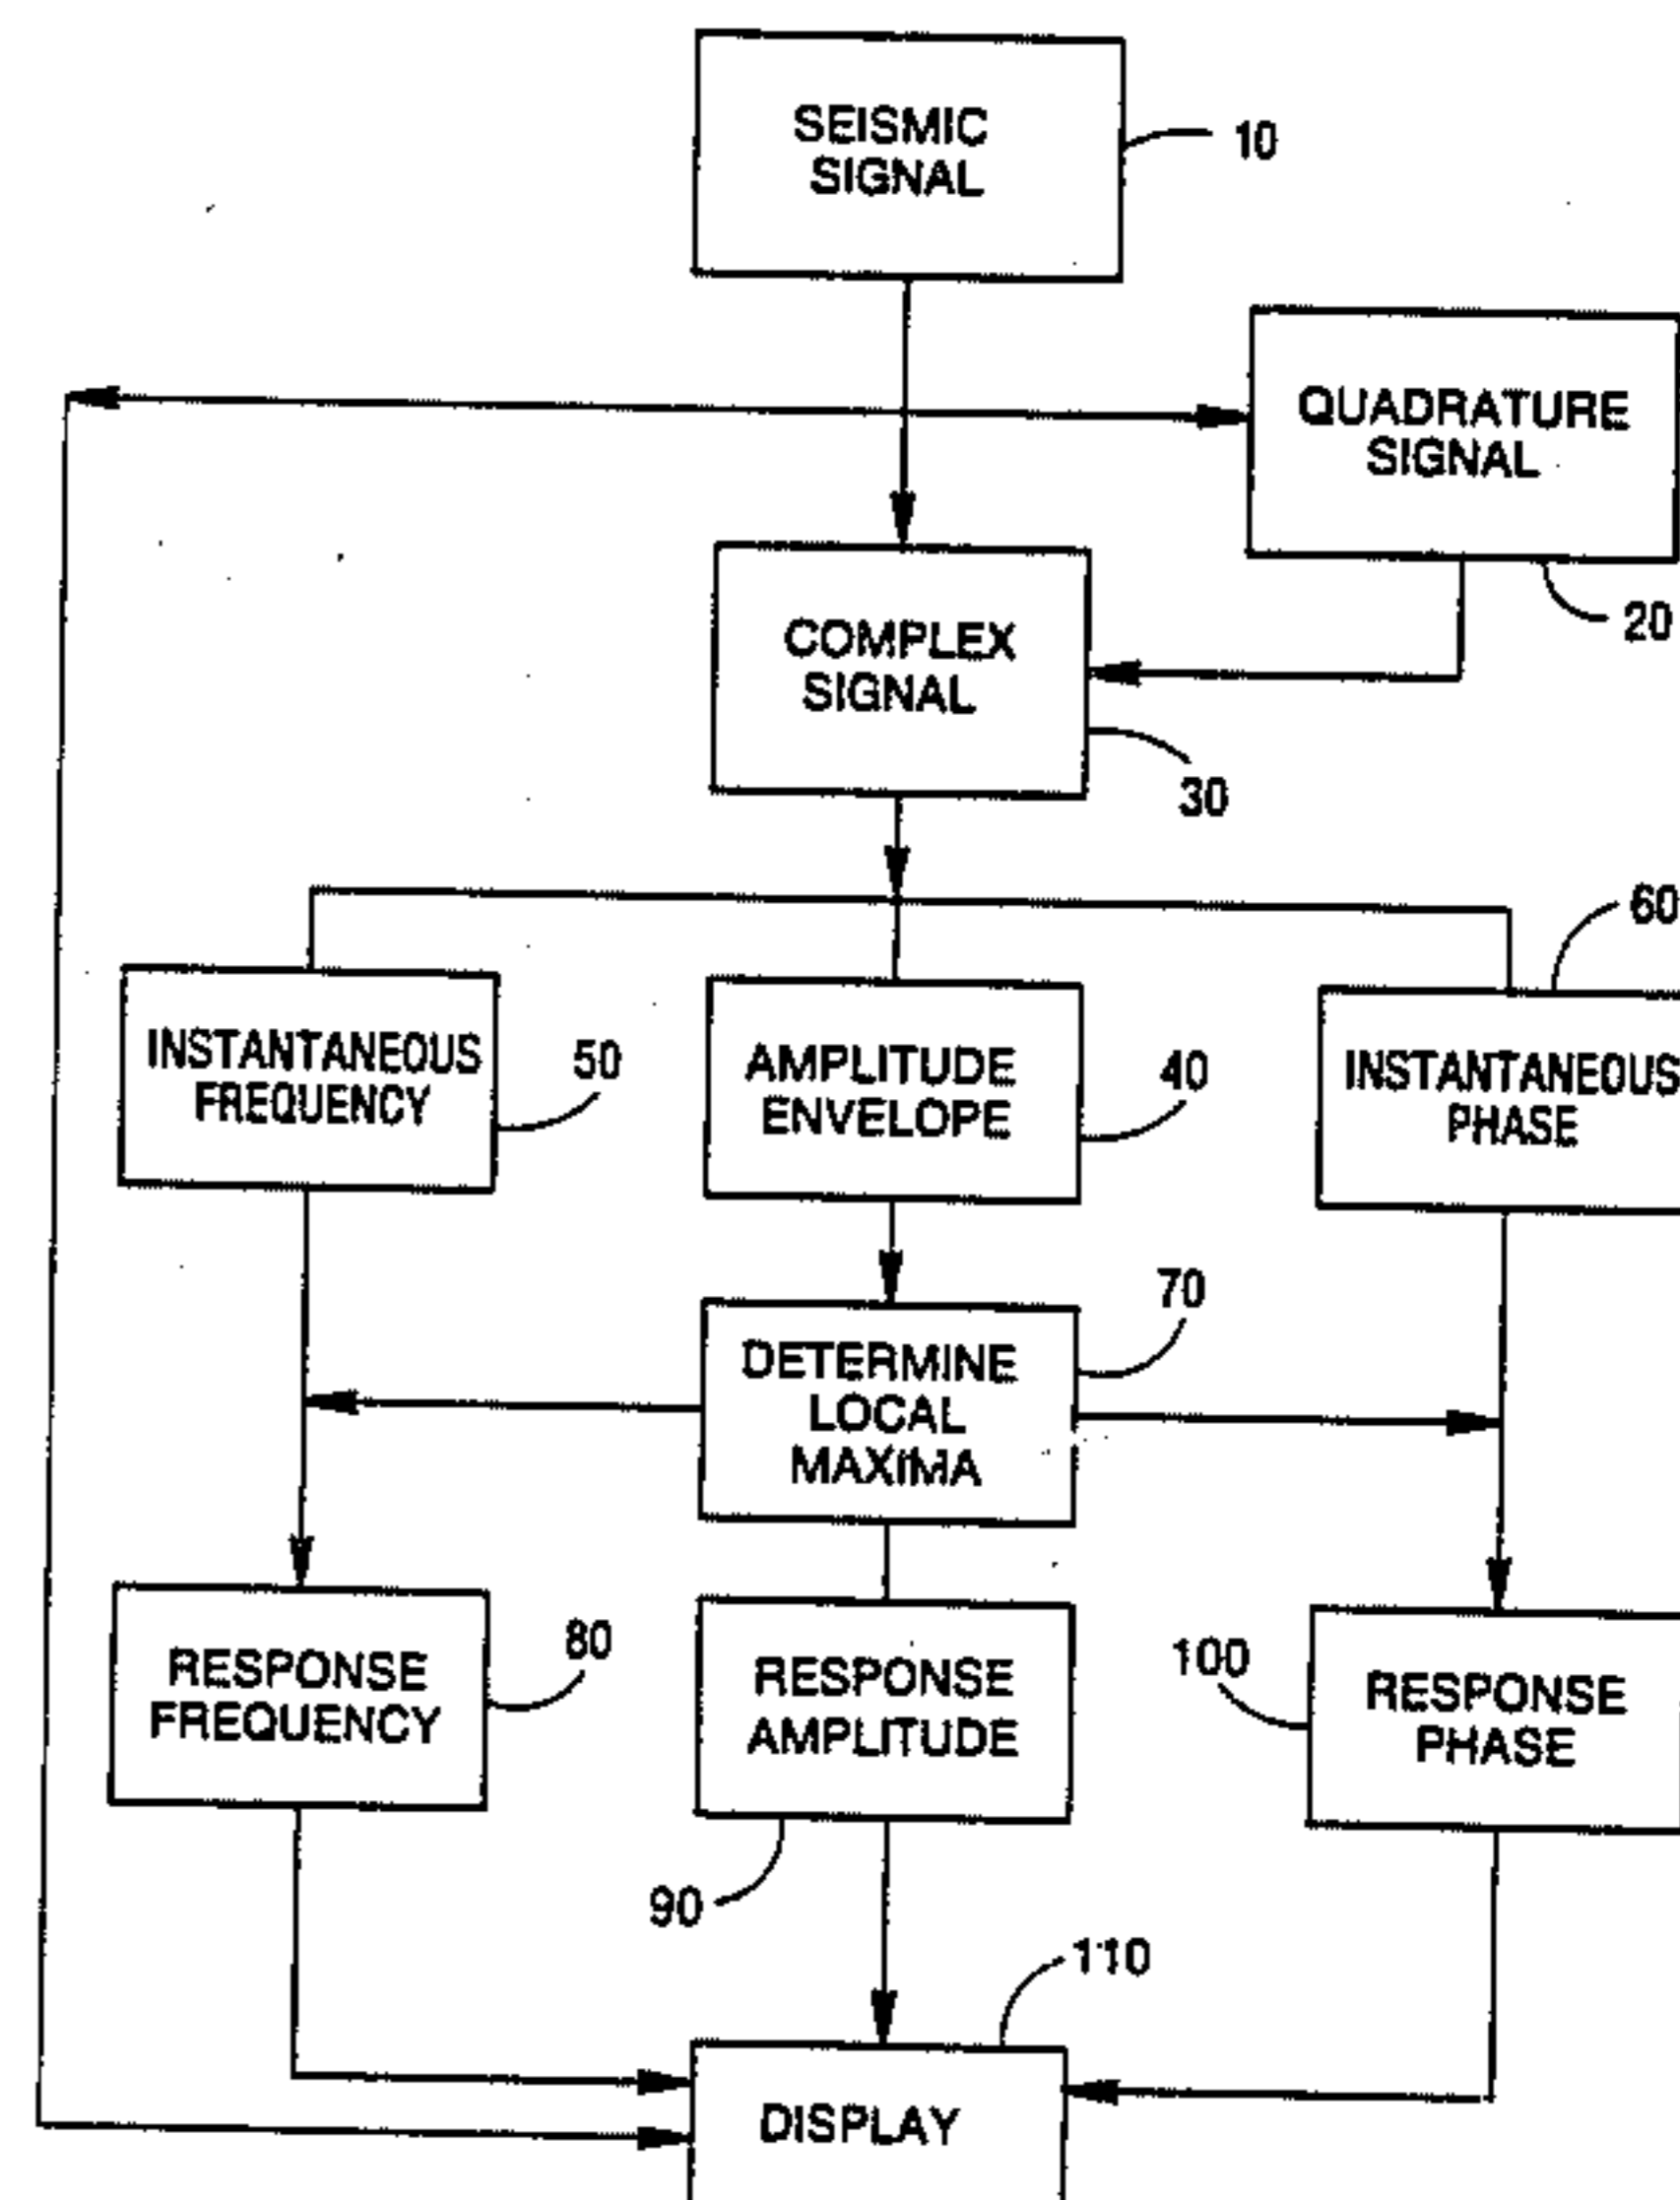 SEISMIC
SIGNAL
10
QUADRATURE
SIGNAL
20
COMPLEX
SIGNAL
30
60
INSTANTANEOUS
FREQUENCY
50
AMPLITUDE
ENVELOPE
40
INSTANTANEOUS
PHASE
70
DETERMINE
LOCAL
MAXIMA
RESPONSE
FREQUENCY
80
RESPONSE
AMPLITUDE
90
100
RESPONSE
PHASE
110
DISPLAY